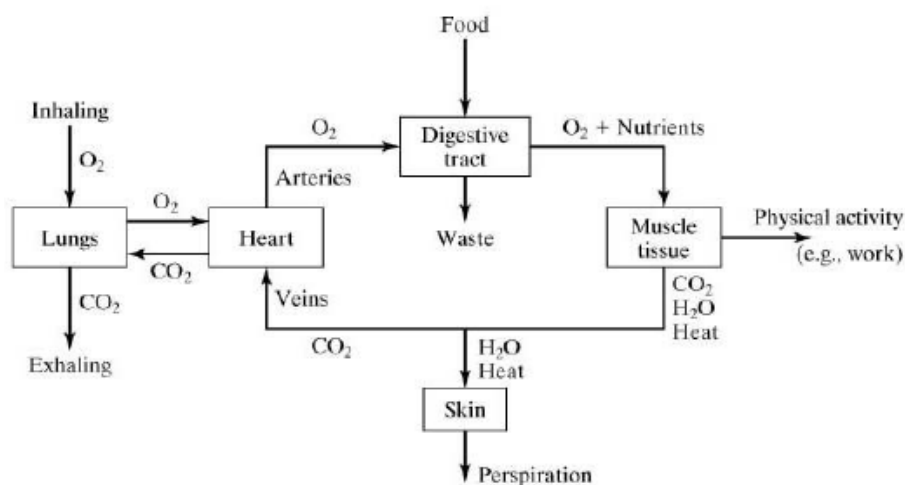 Food
Inhaling
O₂
O₂
Digestive
tract
O₂ + Nutrients
Arteries
O₂
Lungs
Heart
Waste
Muscle
tissue
Physical activity
(e.g., work)
CO₂
CO₂
Veins
CO₂
H₂O
Heat
Exhaling
CO₂
H₂O
Heat
Skin
Perspiration